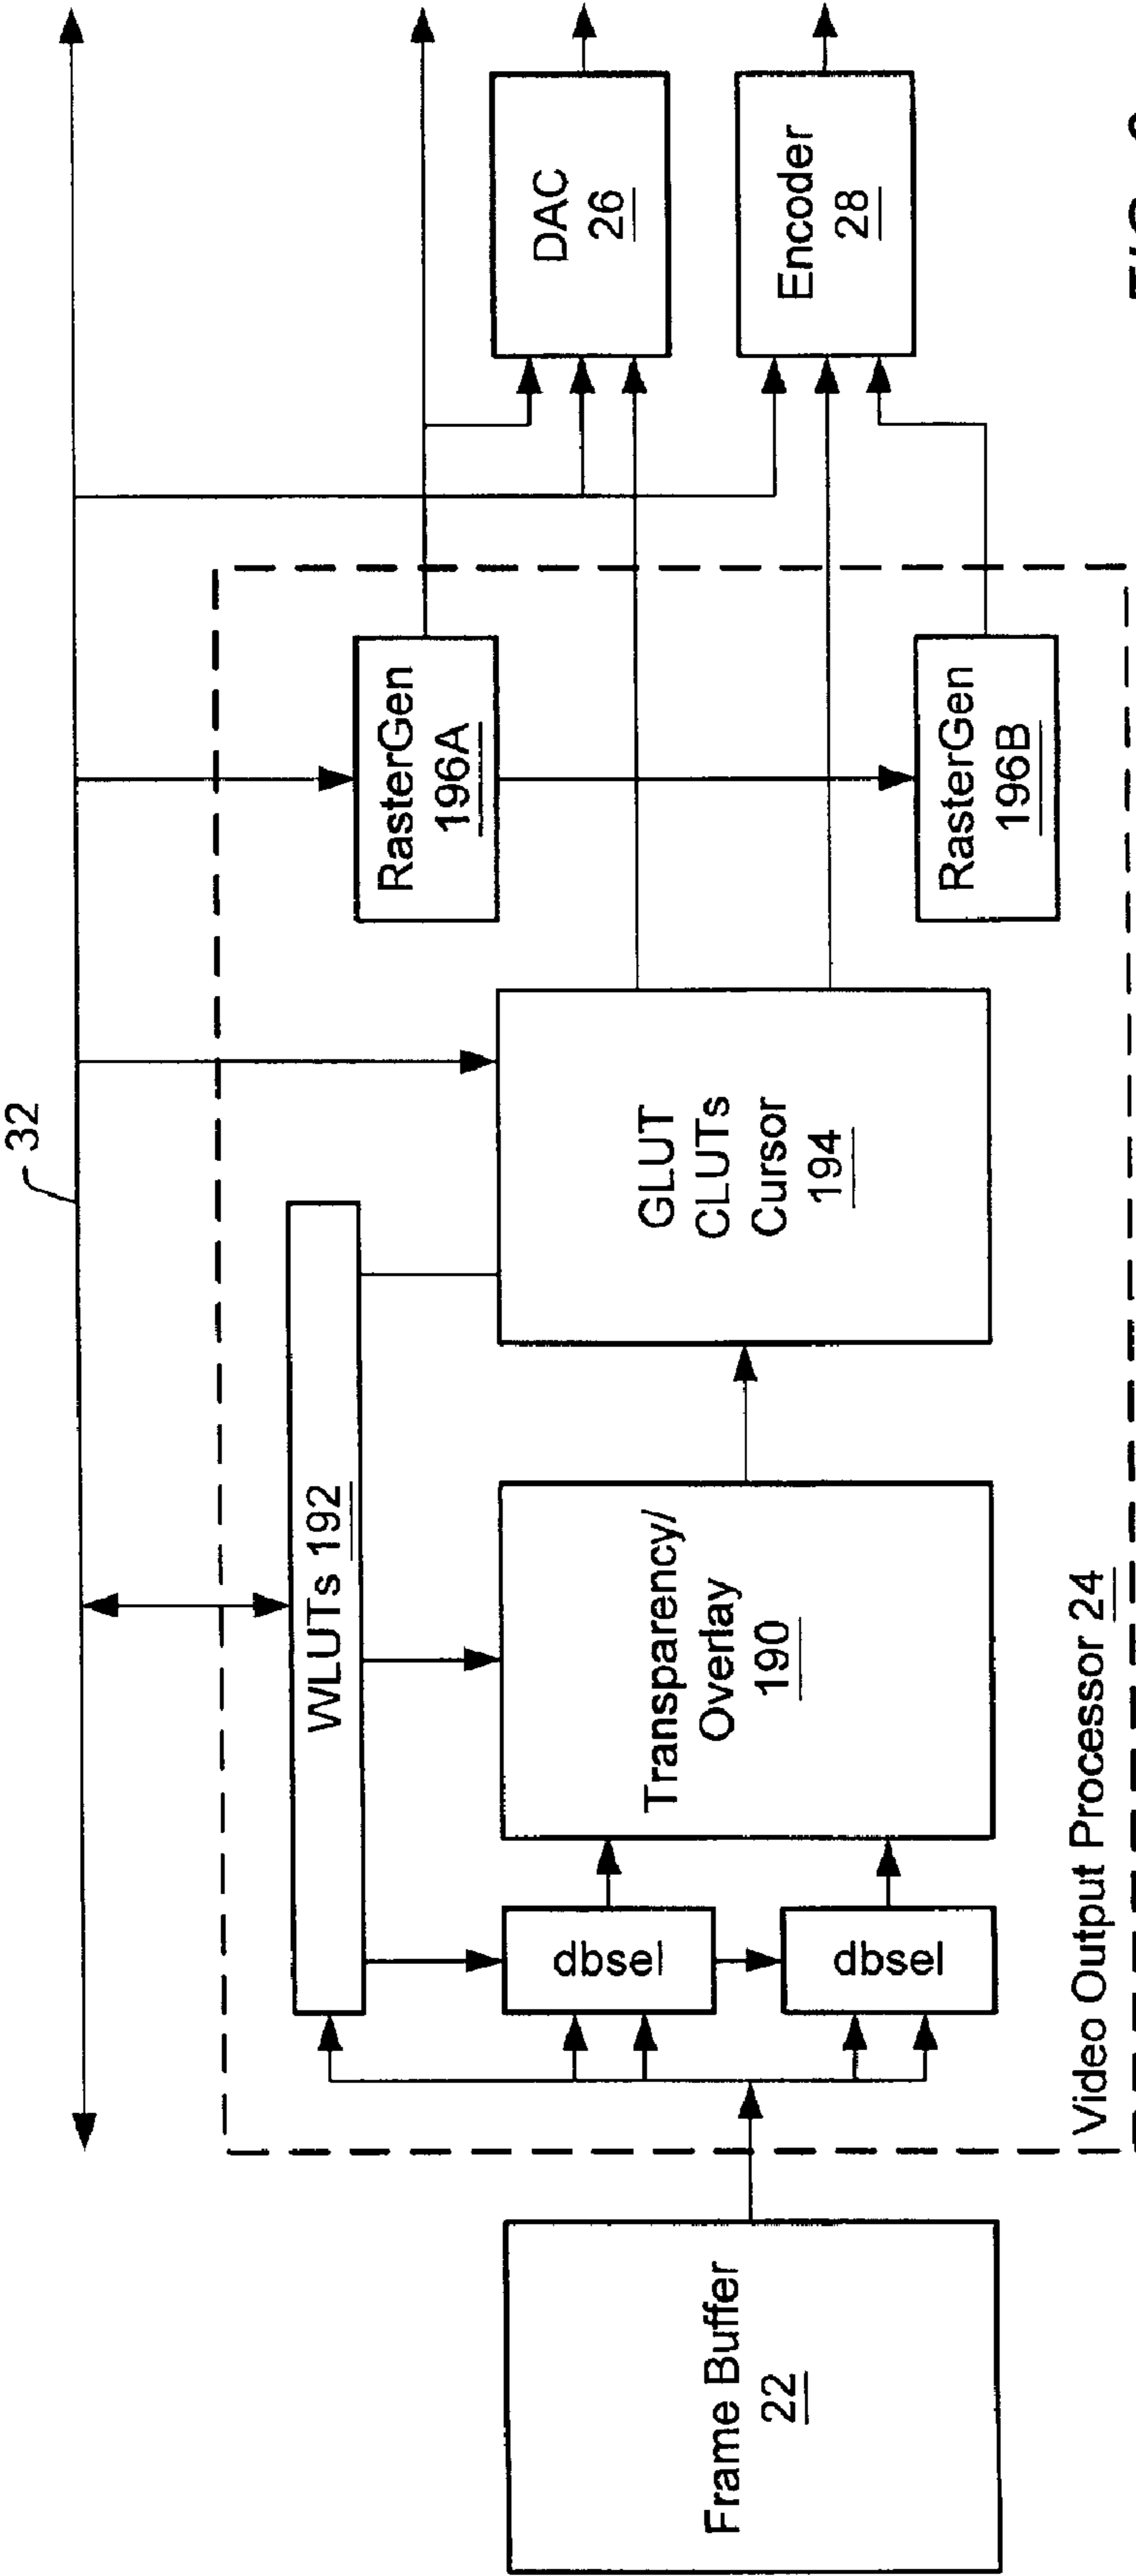 32
WLUTs 192
RasterGen
196A
DAC
26
Encoder
28
Frame Buffer
22
dbsel
dbsel
Transparency/
Overlay
190
GLUT
CLUTs
Cursor
194
RasterGen
196B
Video Output Processor 24